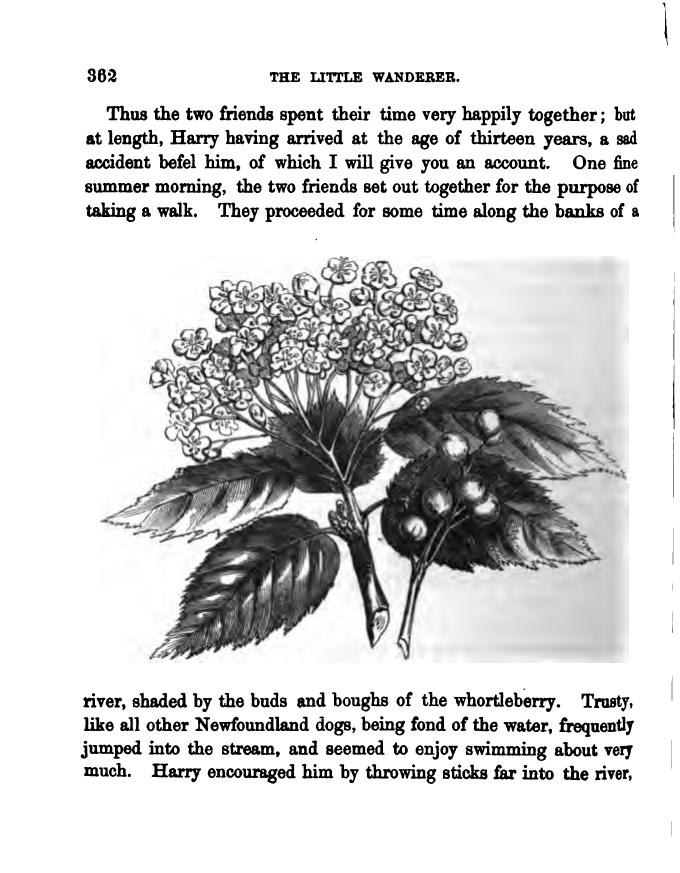 362
THE LITTLE WANDERER.
Thus the two friends spent their time very happily together; but
at length, Harry having arrived at the age of thirteen years, a sad
accident befel him, of which I will give you an account. One fine
summer morning, the two friends set out together for the purpose of
taking a walk. They proceeded for some time along the banks of a
river, shaded by the buds and boughs of the whortleberry. Trusty,
like all other Newfoundland dogs, being fond of the water, frequently
jumped into the stream, and seemed to enjoy swimming about very
much. Harry encouraged him by throwing sticks far into the river,